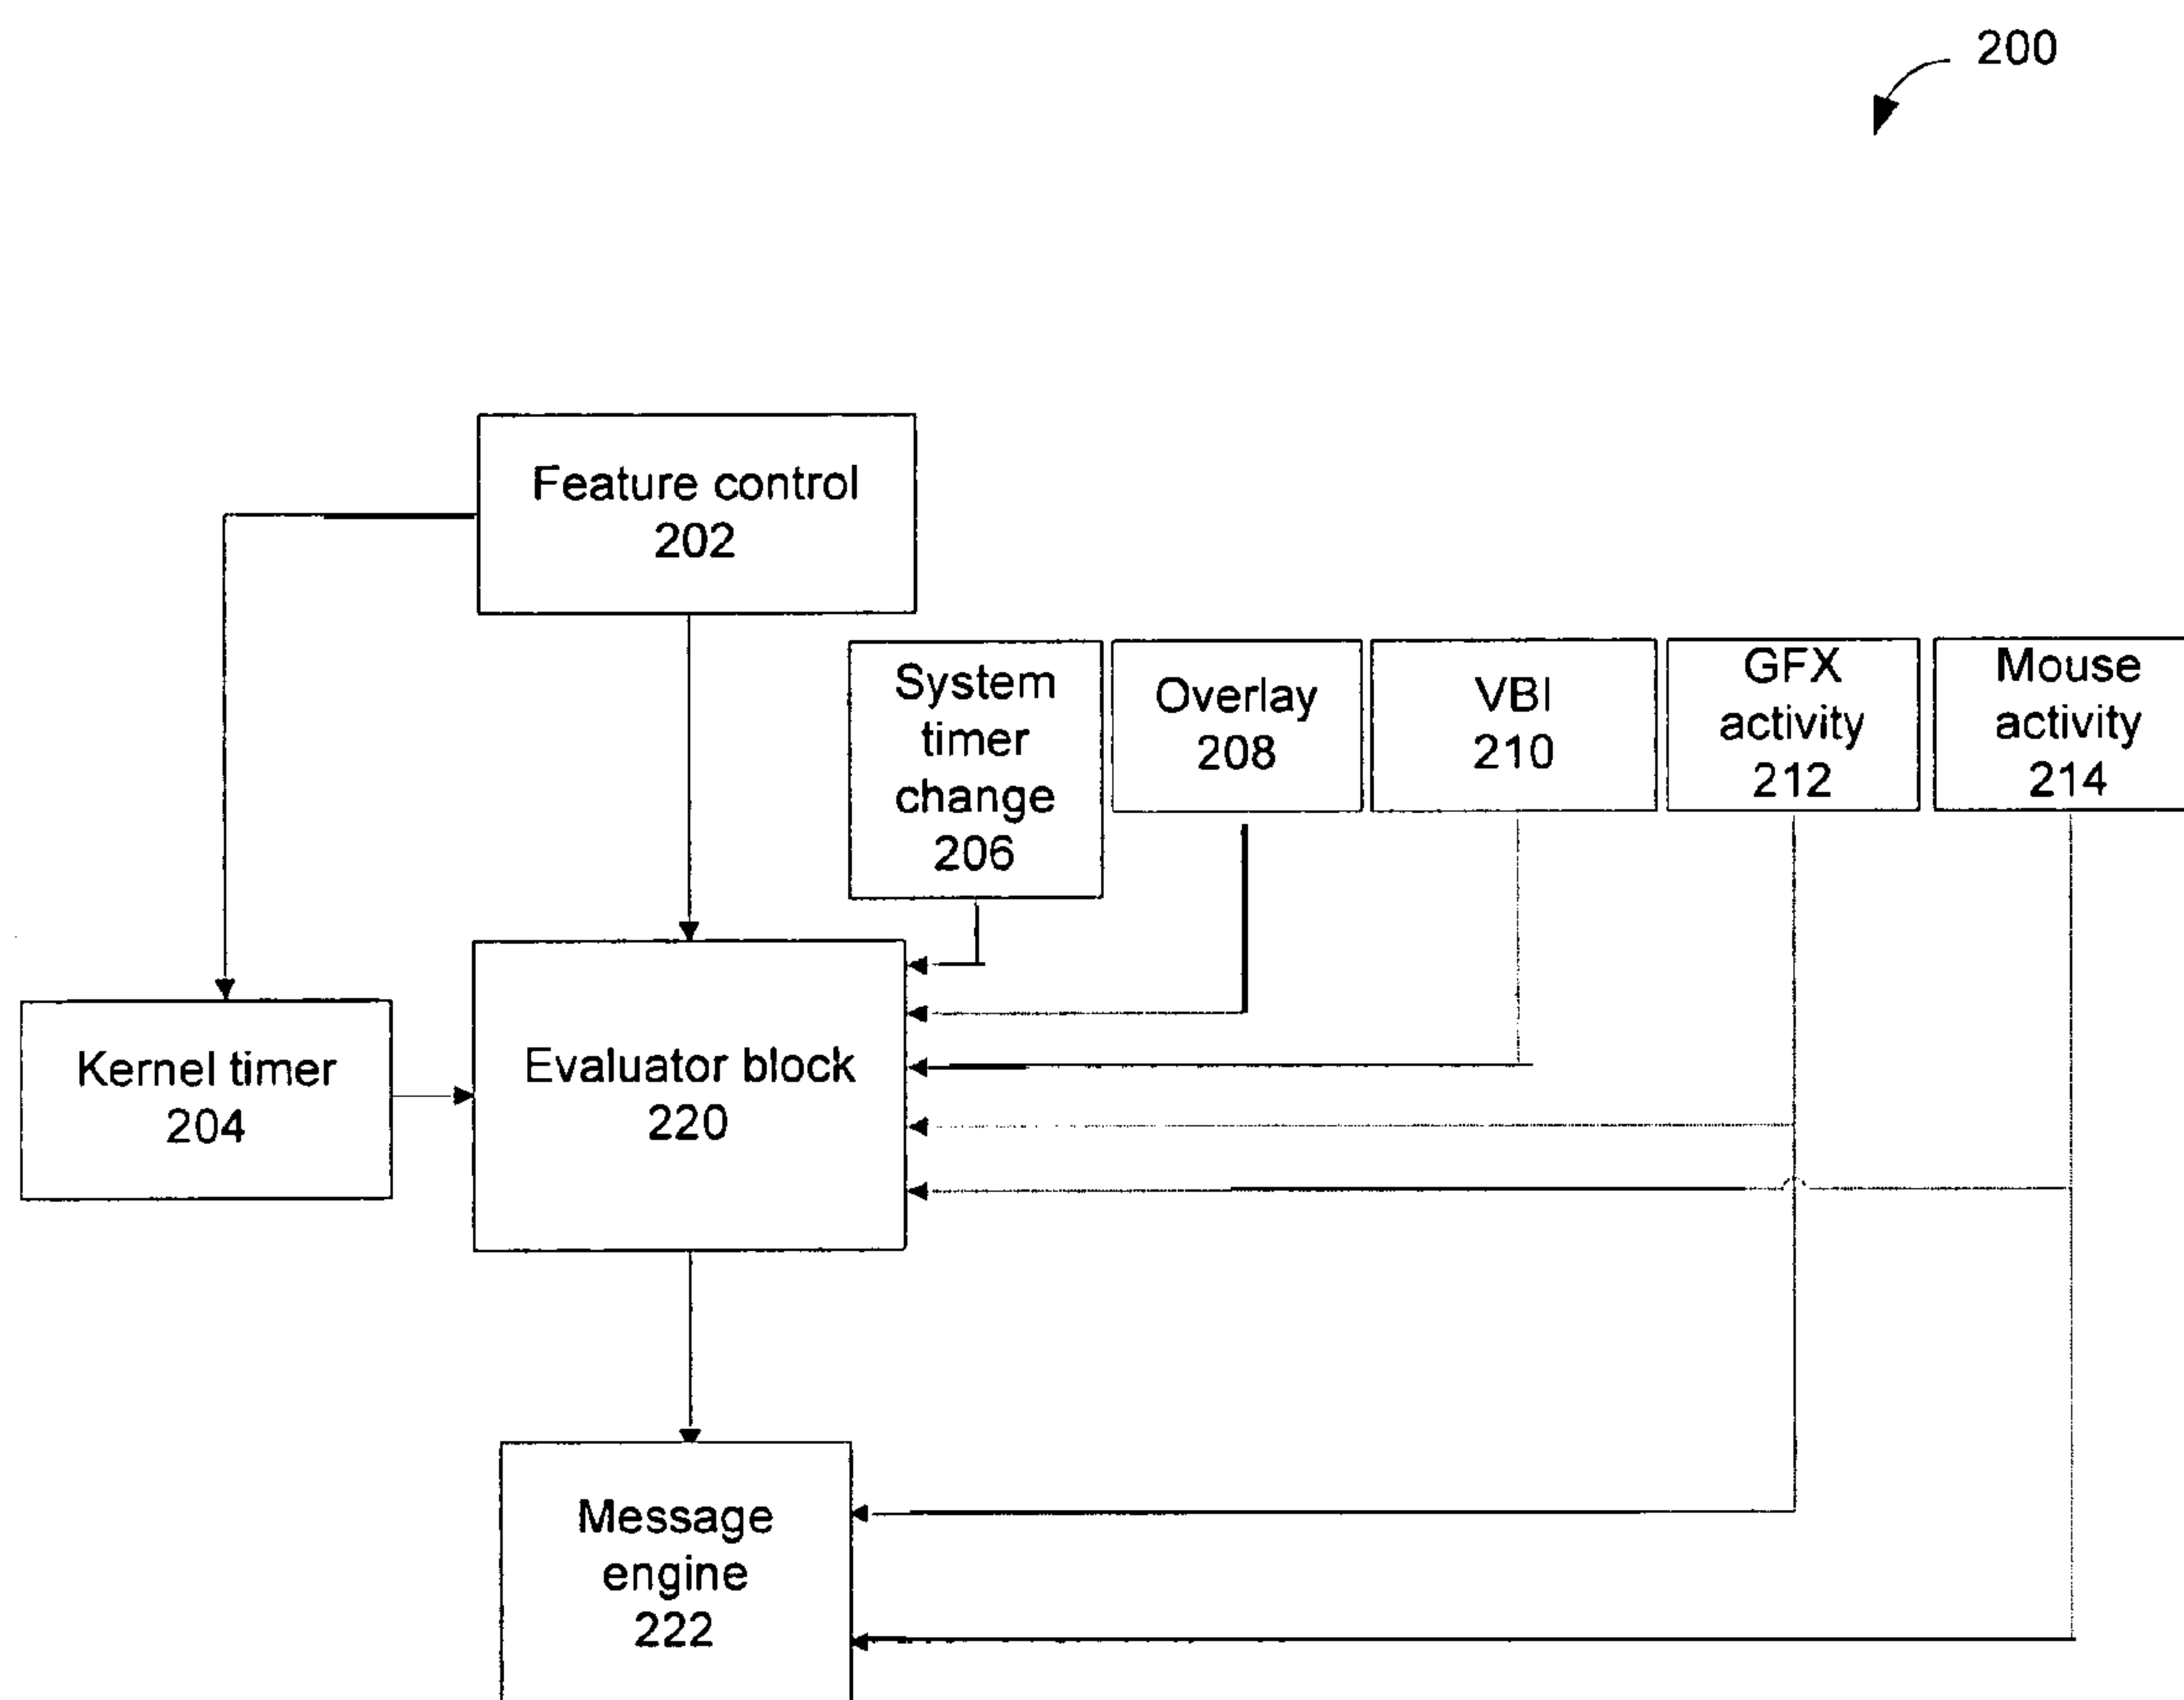 200
Feature control
202
System
timer
change
206
Overlay
208
VBI
210
GFX
activity
212
Mouse
activity
214
Kernel timer
204
Evaluator block
220
Message
engine
222